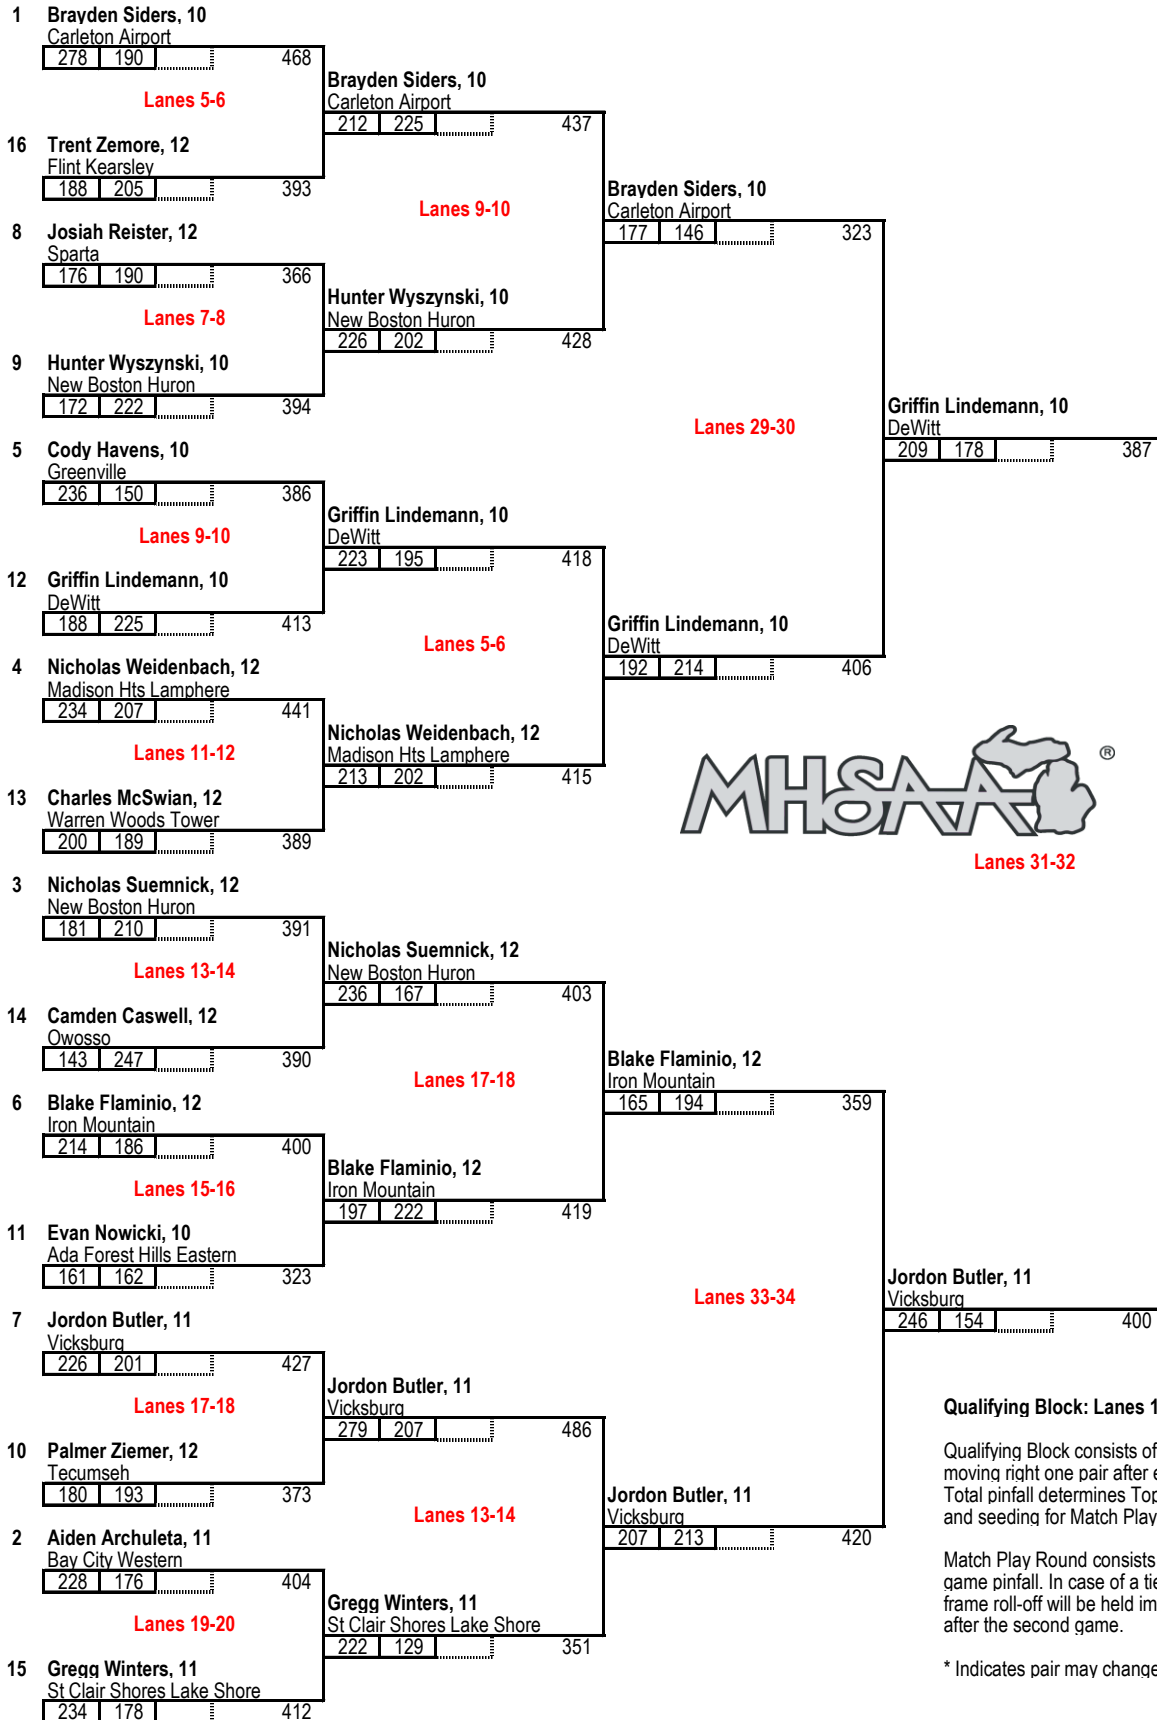 1 Brayden Siders, 10
Carleton Airport
278 190 468
Lanes 5-6
16 Trent Zemore, 12
Flint Kearsley
188 205 393
8 Josiah Reister, 12
Sparta
176 190 366
Lanes 7-8
9 Hunter Wyszynski, 10
New Boston Huron
172 222 394
5 Cody Havens, 10
Greenville
236 150 386
Lanes 9-10
12 Griffin Lindemann, 10
DeWitt
188 225 413
4 Nicholas Weidenbach, 12
Madison Hts Lamphere
234 207 441
Lanes 11-12
13 Charles McSwian, 12
Warren Woods Tower
200 189 389
3 Nicholas Suemnick, 12
New Boston Huron
181 210 391
Lanes 13-14
14 Camden Caswell, 12
Owosso
143 247 390
6 Blake Flaminio, 12
Iron Mountain
214 186 400
Lanes 15-16
11 Evan Nowicki, 10
Ada Forest Hills Eastern
161 162 323
7 Jordon Butler, 11
Vicksburg
226 201 427
Lanes 17-18
10 Palmer Ziemer, 12
Tecumseh
180 193 373
2 Aiden Archuleta, 11
Bay City Western
228 176 404
Lanes 19-20
15 Gregg Winters, 11
St Clair Shores Lake Shore
234 178 412
Brayden Siders, 10
Carleton Airport
212 225 437
Lanes 9-10
Hunter Wyszynski, 10
New Boston Huron
226 202 428
Griffin Lindemann, 10
DeWitt
223 195 418
Lanes 5-6
Nicholas Weidenbach, 12
Madison Hts Lamphere
213 202 415
Nicholas Suemnick, 12
New Boston Huron
236 167 403
Lanes 17-18
Blake Flaminio, 12
Iron Mountain
197 222 419
Jordon Butler, 11
Vicksburg
279 207 486
Lanes 13-14
Gregg Winters, 11
St Clair Shores Lake Shore
222 129 351
Brayden Siders, 10
Carleton Airport
177 146 323
Lanes 29-30
Griffin Lindemann, 10
DeWitt
192 214 406
Blake Flaminio, 12
Iron Mountain
165 194 359
Lanes 33-34
Jordon Butler, 11
Vicksburg
207 213 420
Griffin Lindemann, 10
DeWitt
209 178 387
MHSAA ®
Lanes 31-32
Jordon Butler, 11
Vicksburg
246 154 400
Qualifying Block: Lanes 1
Qualifying Block consists of
moving right one pair after e
Total pinfall determines Top
and seeding for Match Play
Match Play Round consists
game pinfall. In case of a tie
frame roll-off will be held im
after the second game.
* Indicates pair may change